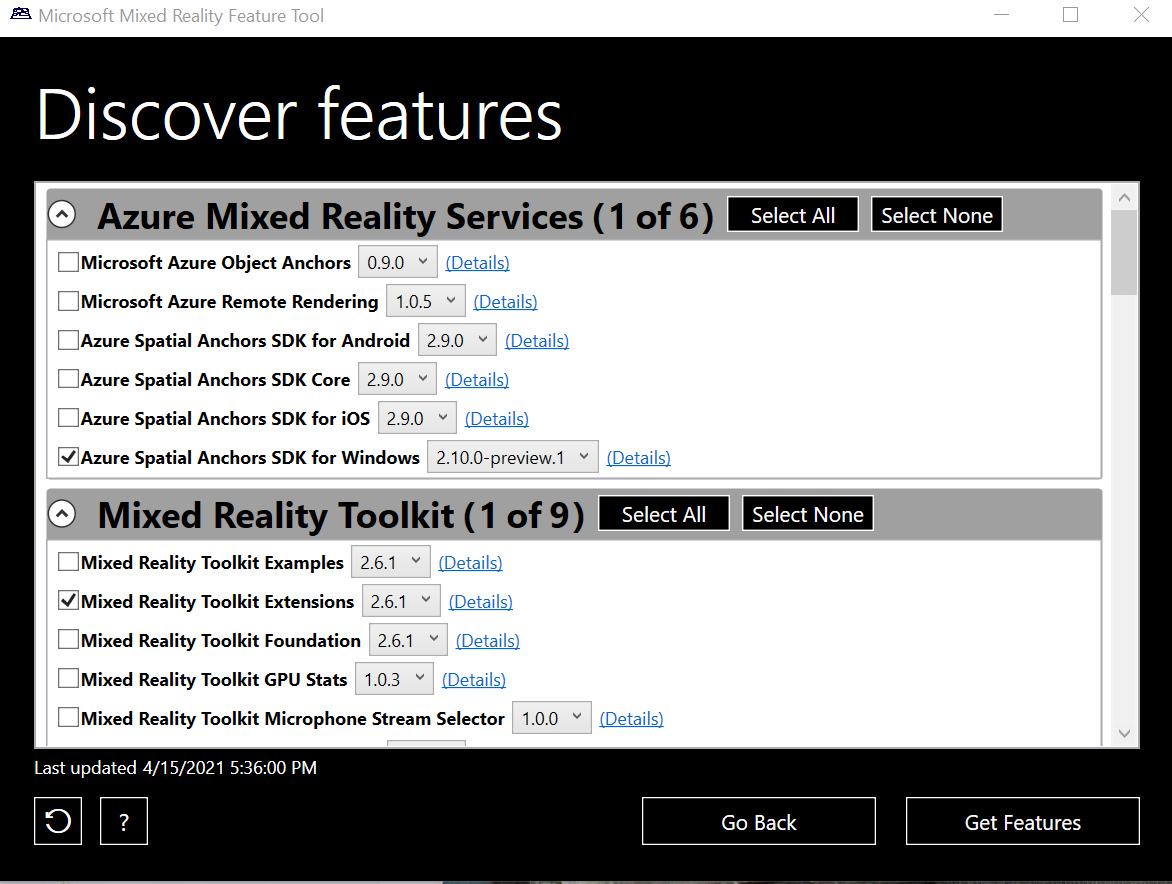 Microsoft Mixed Reality Feature Tool
Discover features
Azure Mixed Reality Services (1 of 6) Select All Select None
Microsoft Azure Object Anchors 0.9.0 (Details)
Microsoft Azure Remote Rendering 1.0.5 (Details)
Azure Spatial Anchors SDK for Android 2.9.0 (Details)
Azure Spatial Anchors SDK Core 2.9.0 (Details)
Azure Spatial Anchors SDK for iOS 2.9.0 (Details)
Azure Spatial Anchors SDK for Windows 2.10.0-preview.1 (Details)
Mixed Reality Toolkit (1 of 9) Select All Select None
Mixed Reality Toolkit Examples 2.6.1 (Details)
Mixed Reality Toolkit Extensions 2.6.1 (Details)
Mixed Reality Toolkit Foundation 2.6.1 (Details)
Mixed Reality Toolkit GPU Stats 1.0.3 (Details)
Mixed Reality Toolkit Microphone Stream Selector 1.0.0 (Details)
Last updated 4/15/2021 5:36:00 PM
? Go Back Get Features